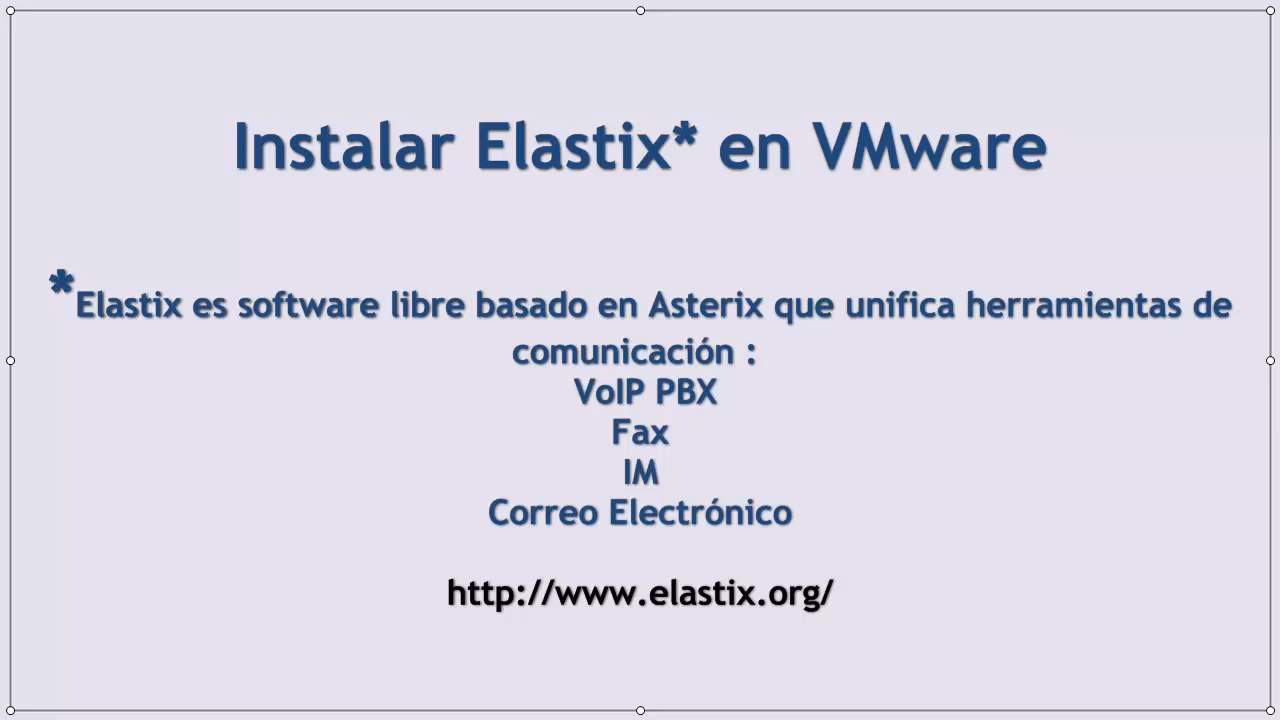 Instalar Elastix* en VMware
*Elastix es software libre basado en Asterix que unifica herramientas de
comunicación :
VoIP PBX
Fax
IM
Correo Electrónico
http://www.elastix.org/